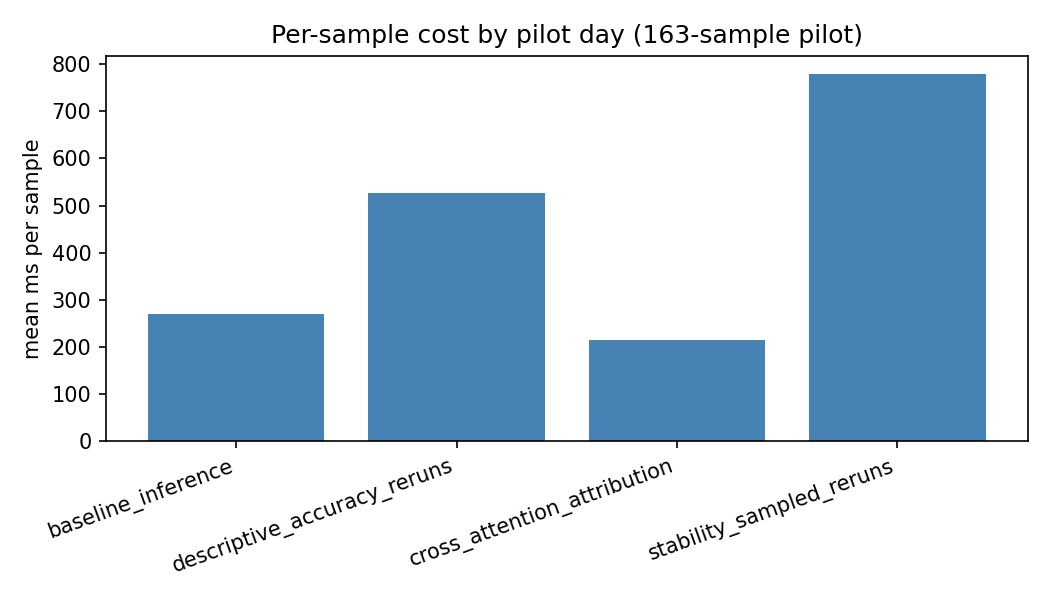 Per-sample cost by pilot day (163-sample pilot)
mean ms per sample
800
700
600
500
400
300
200
100
0
baseline_inference
descriptive_accuracy_reruns
cross_attention_attribution
stability_sampled_reruns